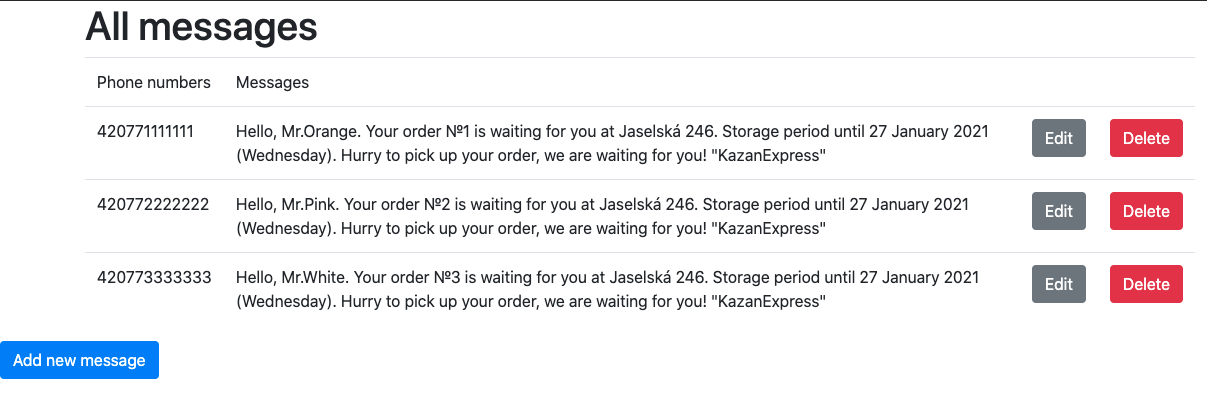 All messages
Phone numbers Messages
420771111111 Hello, Mr.Orange. Your order №1 is waiting for you at Jaselská 246. Storage period until 27 January 2021 Edit Delete
(Wednesday). Hurry to pick up your order, we are waiting for you! "KazanExpress"
420772222222 Hello, Mr.Pink. Your order №2 is waiting for you at Jaselská 246. Storage period until 27 January 2021 Edit Delete
(Wednesday). Hurry to pick up your order, we are waiting for you! "KazanExpress"
420773333333 Hello, Mr.White. Your order №3 is waiting for you at Jaselská 246. Storage period until 27 January 2021 Edit Delete
(Wednesday). Hurry to pick up your order, we are waiting for you! "KazanExpress"
Add new message